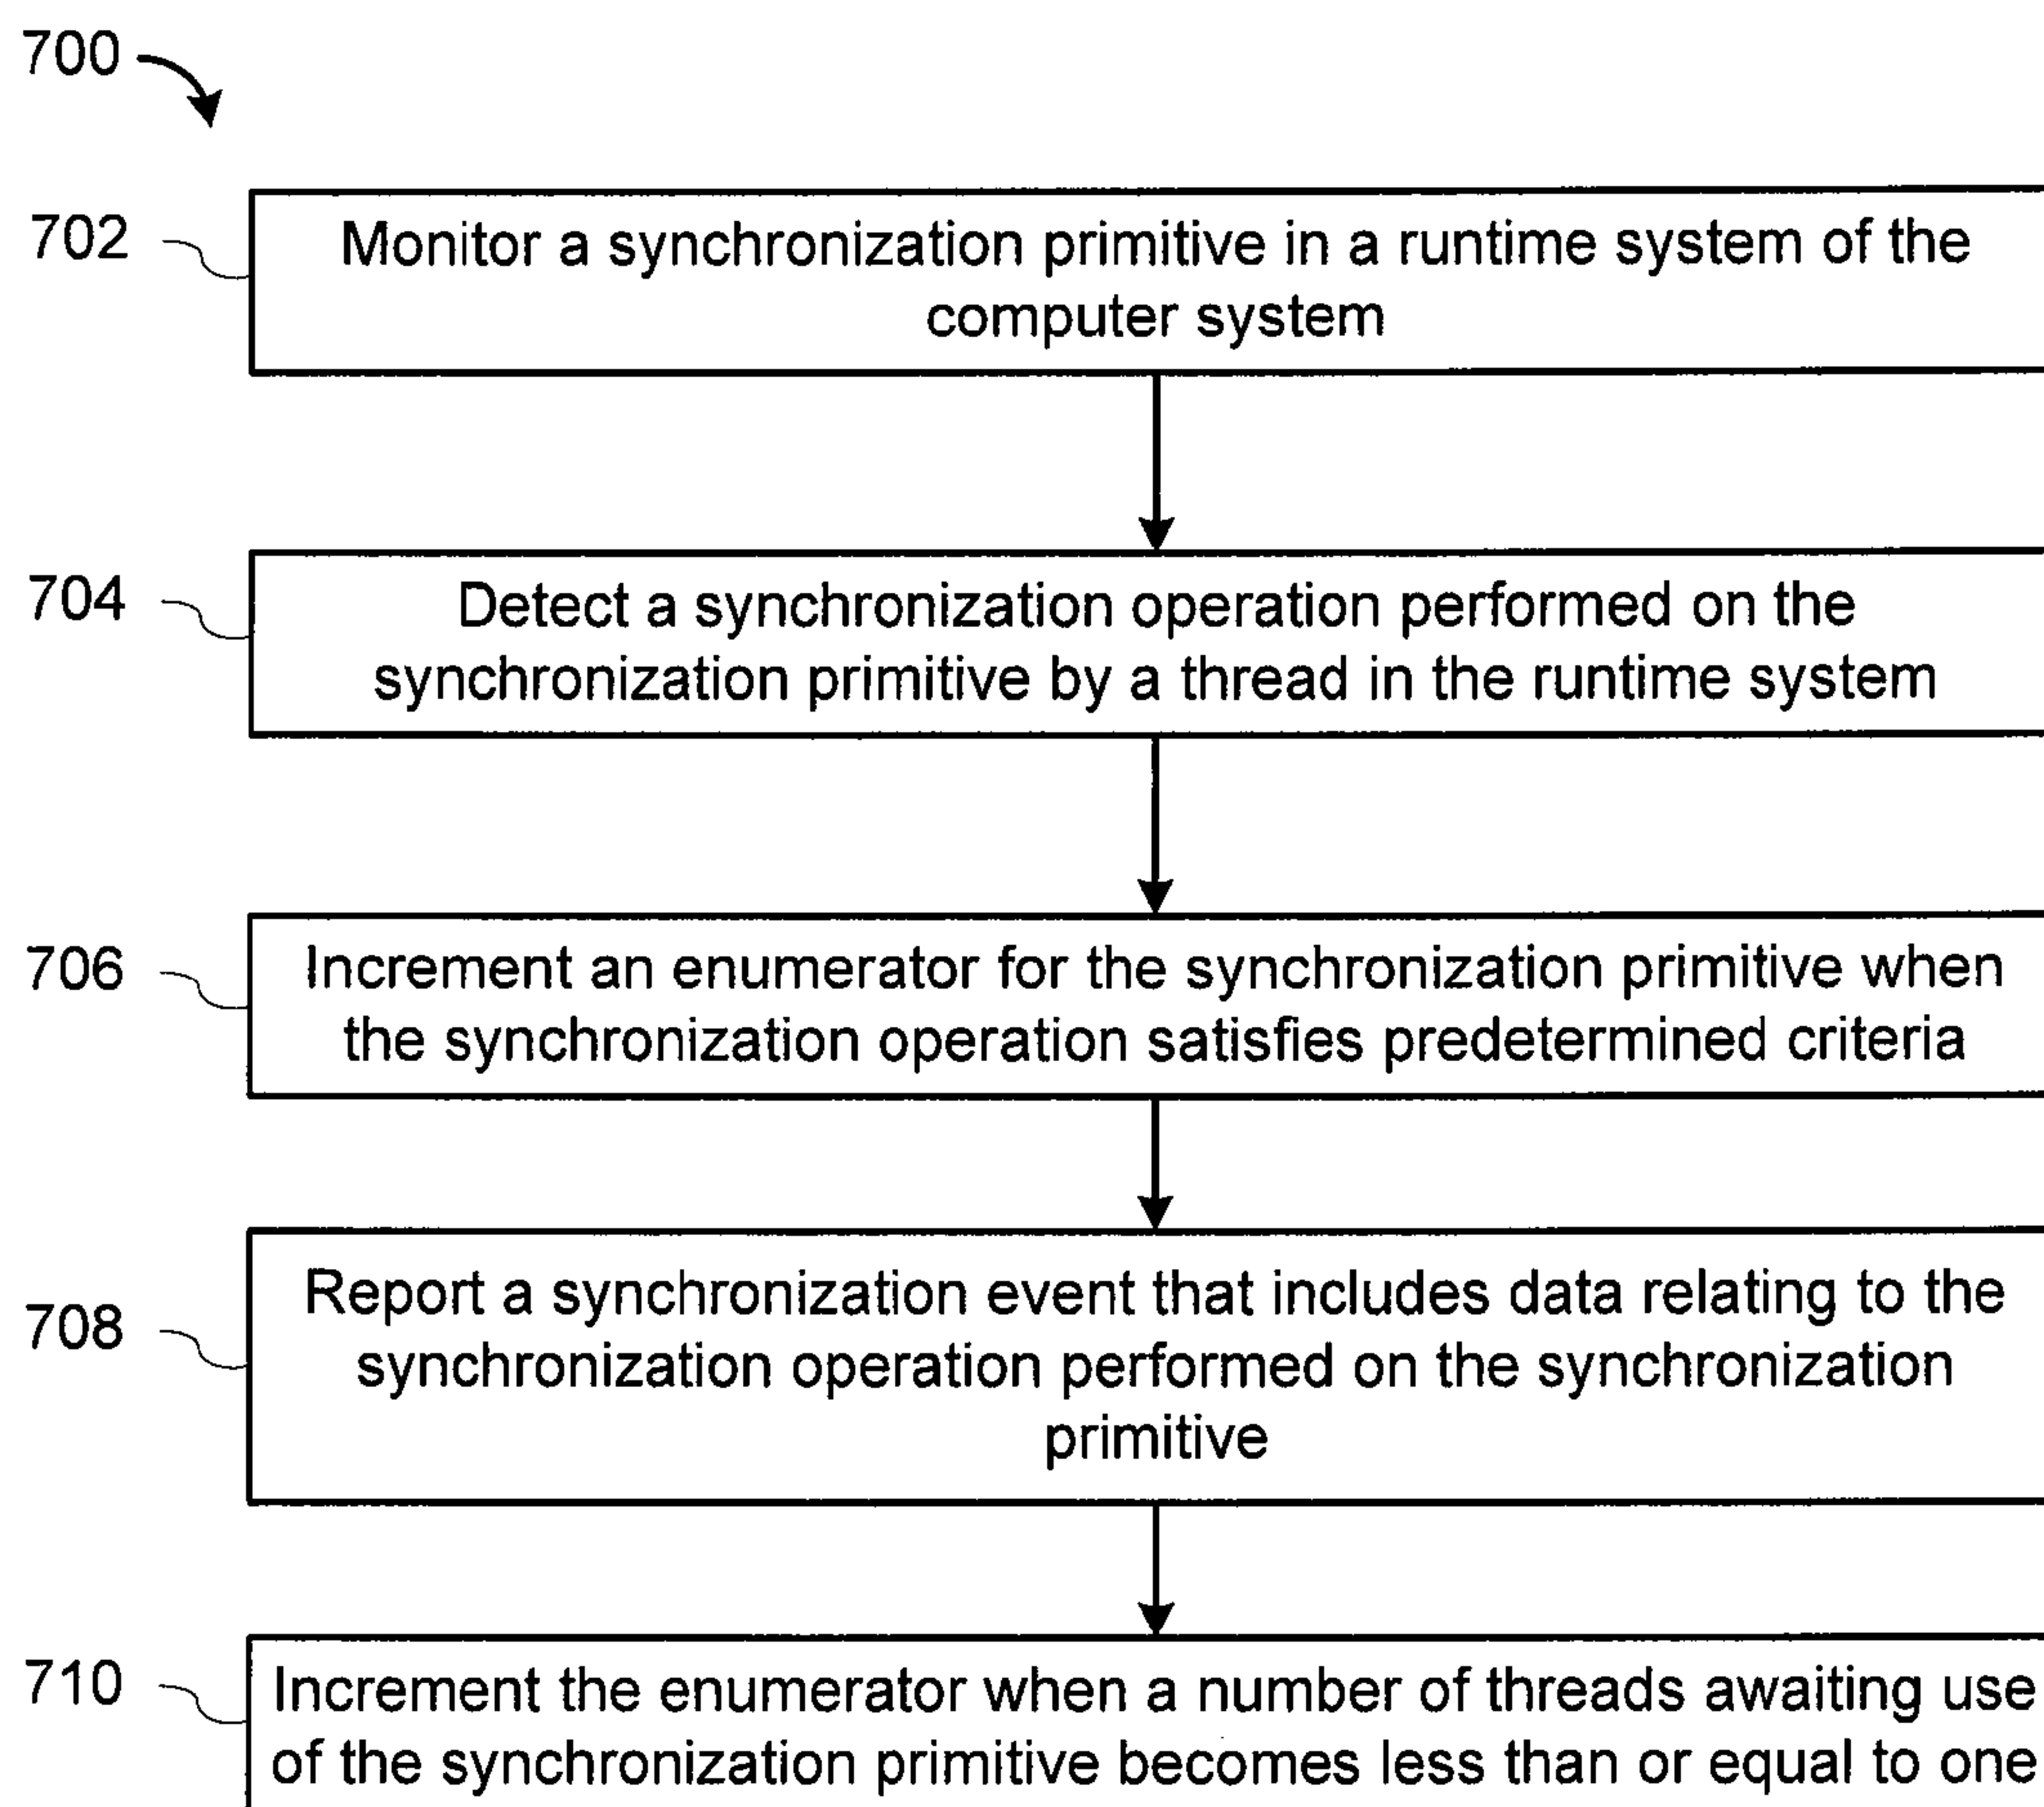 700
702
Monitor a synchronization primitive in a runtime system of the
computer system
704
Detect a synchronization operation performed on the
synchronization primitive by a thread in the runtime system
706
Increment an enumerator for the synchronization primitive when
the synchronization operation satisfies predetermined criteria
708
Report a synchronization event that includes data relating to the
synchronization operation performed on the synchronization
primitive
710
Increment the enumerator when a number of threads awaiting use
of the synchronization primitive becomes less than or equal to one